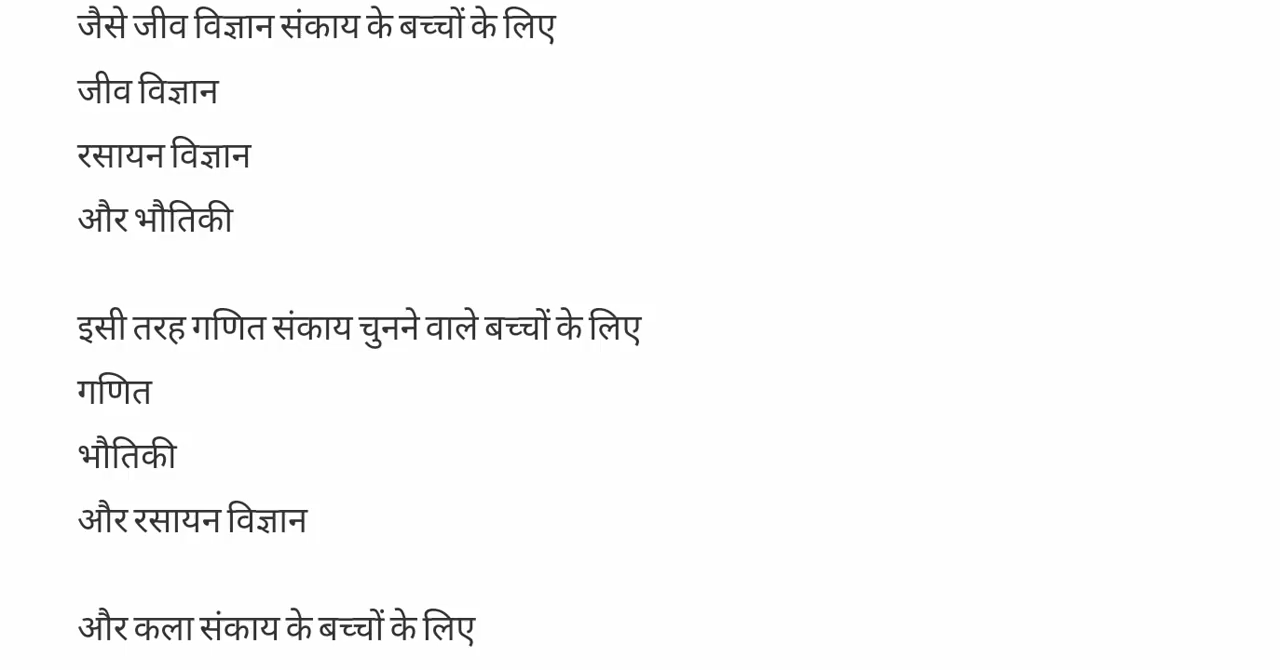 जैसे जीव विज्ञान संकाय के बच्चों के लिए
जीव विज्ञान
रसायन विज्ञान
और भौतिकी
इसी तरह गणित संकाय चुनने वाले बच्चों के लिए
गणित
भौतिकी
और रसायन विज्ञान
और कला संकाय के बच्चों के लिए